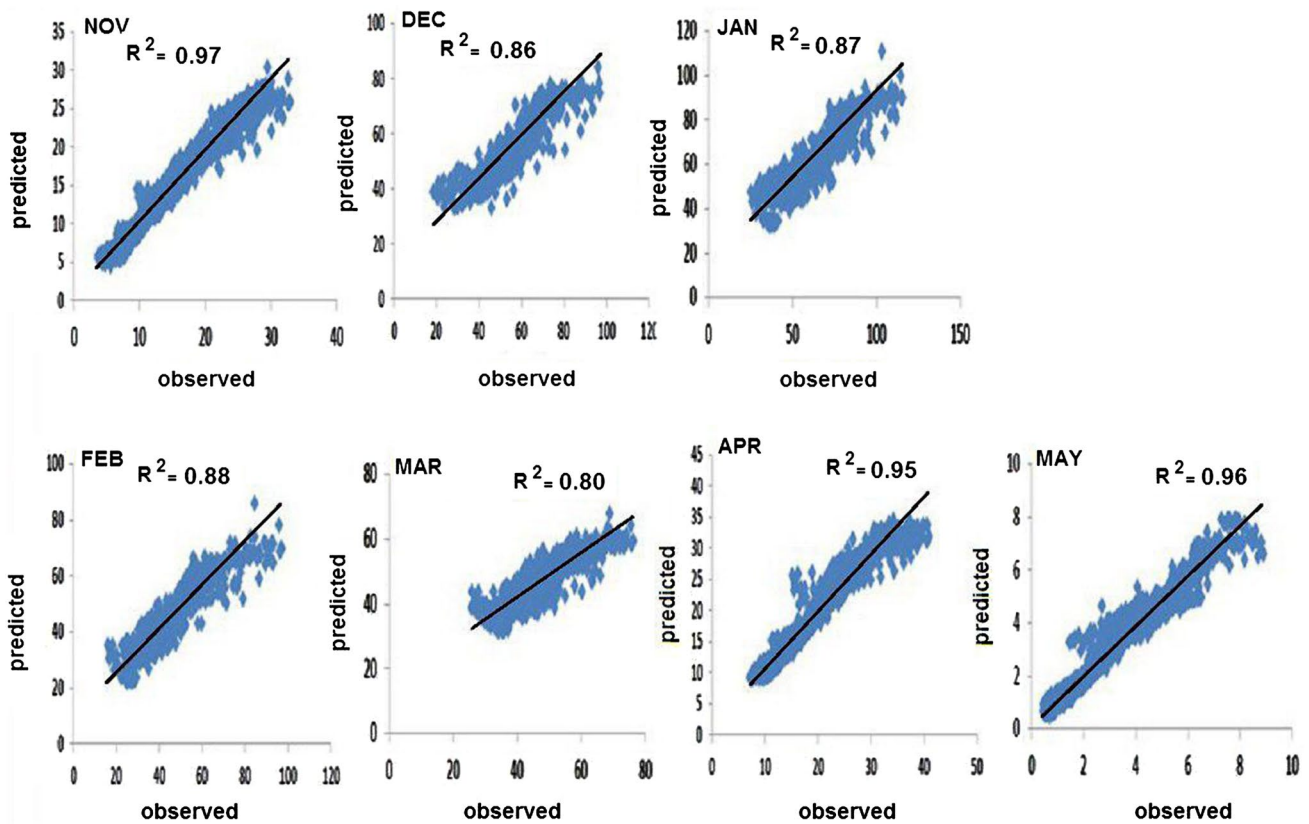 NOV
R² = 0.97
35
30
25
20
15
10
5
0
0 10 20 30 40
predicted
observed
DEC
R² = 0.86
100
80
60
40
20
0
0 20 40 60 80 100
predicted
observed
JAN
R² = 0.87
120
100
80
60
40
20
0
0 50 100 150
predicted
observed
FEB
R² = 0.88
100
80
60
40
20
0
0 20 40 60 80 100 120
predicted
observed
MAR
R² = 0.80
80
60
40
20
0
0 20 40 60 80
predicted
observed
APR
R² = 0.95
45
40
35
30
25
20
15
10
5
0
0 10 20 30 40 50
predicted
observed
MAY
R² = 0.96
10
8
6
4
2
0
0 2 4 6 8 10
predicted
observed